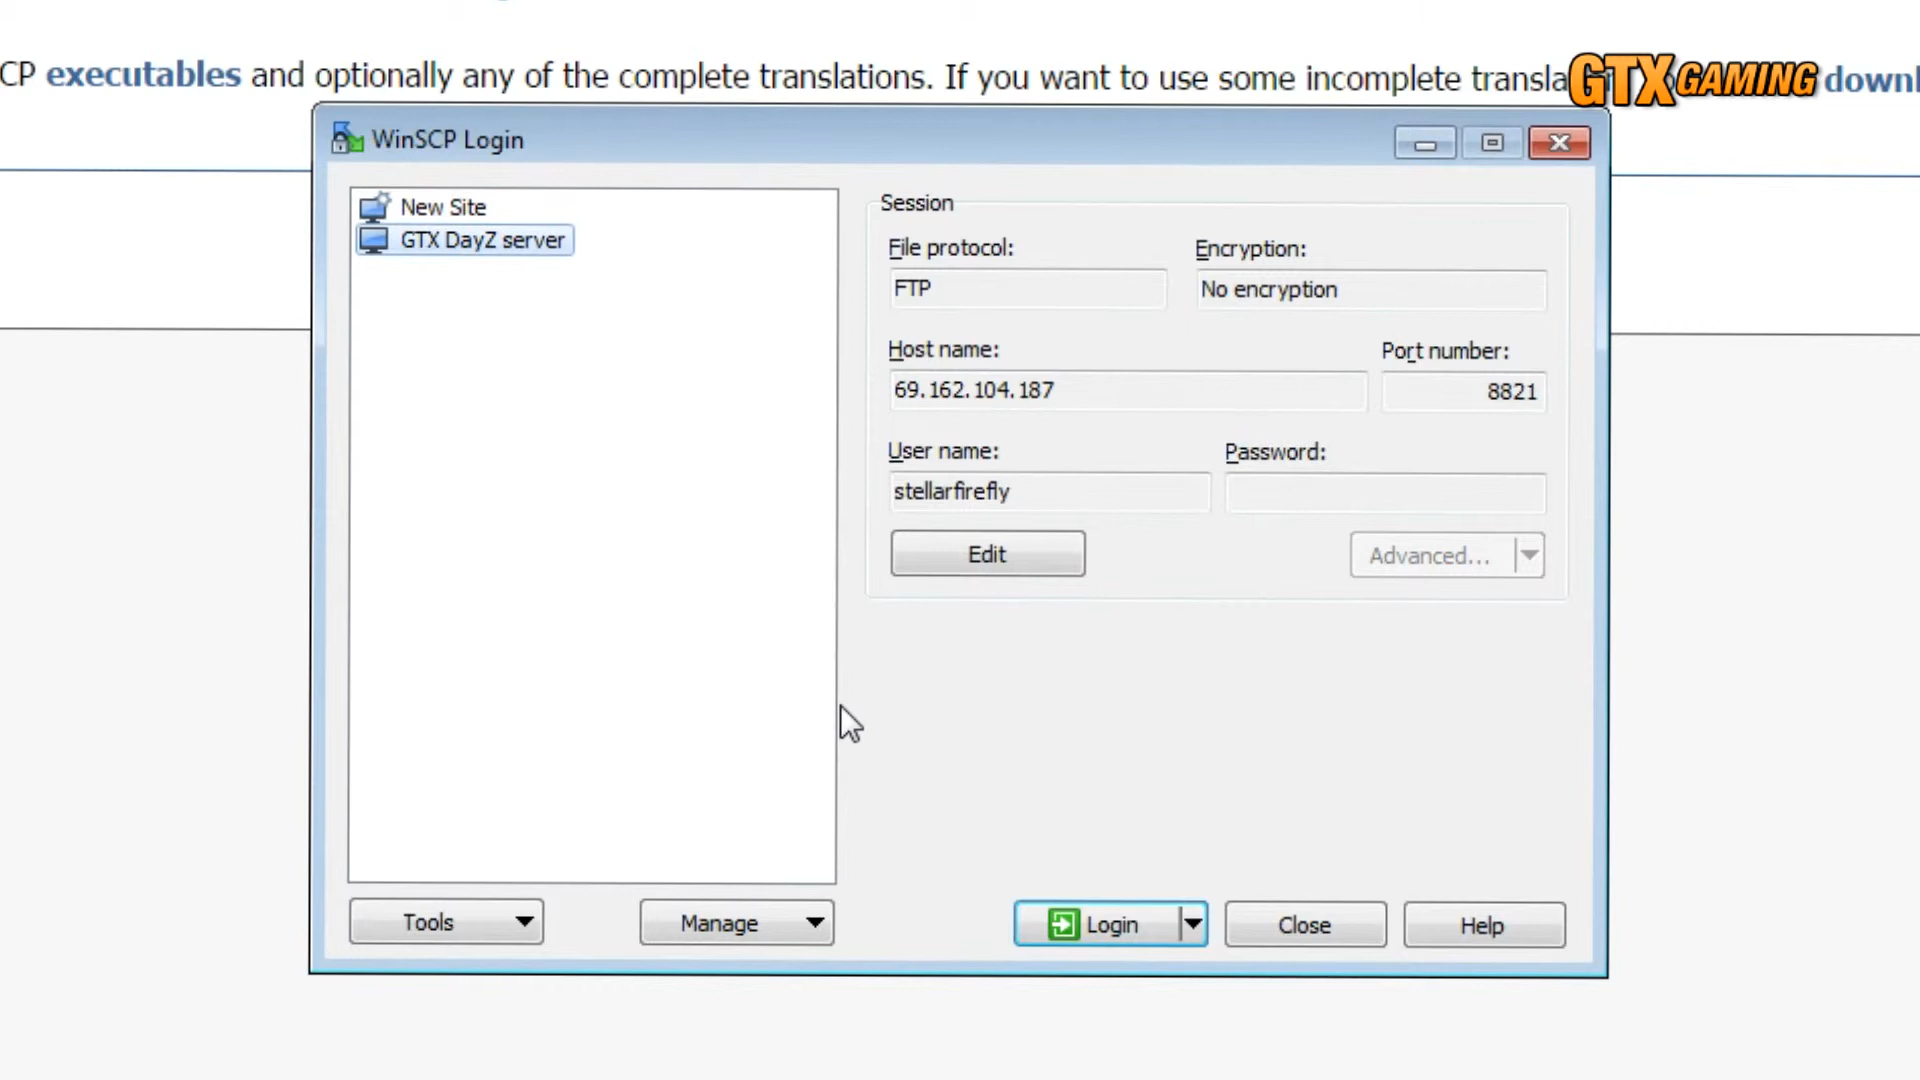 CP executables and optionally any of the complete translations. If you want to use some incomplete transla
GTX GAMING
downl
WinSCP Login
New Site
GTX DayZ server
Session
File protocol:
Encryption:
FTP
No encryption
Host name:
Port number:
69.162.104.187
8821
User name:
Password:
stellarfirefly
Edit
Advanced...
Tools
Manage
Login
Close
Help